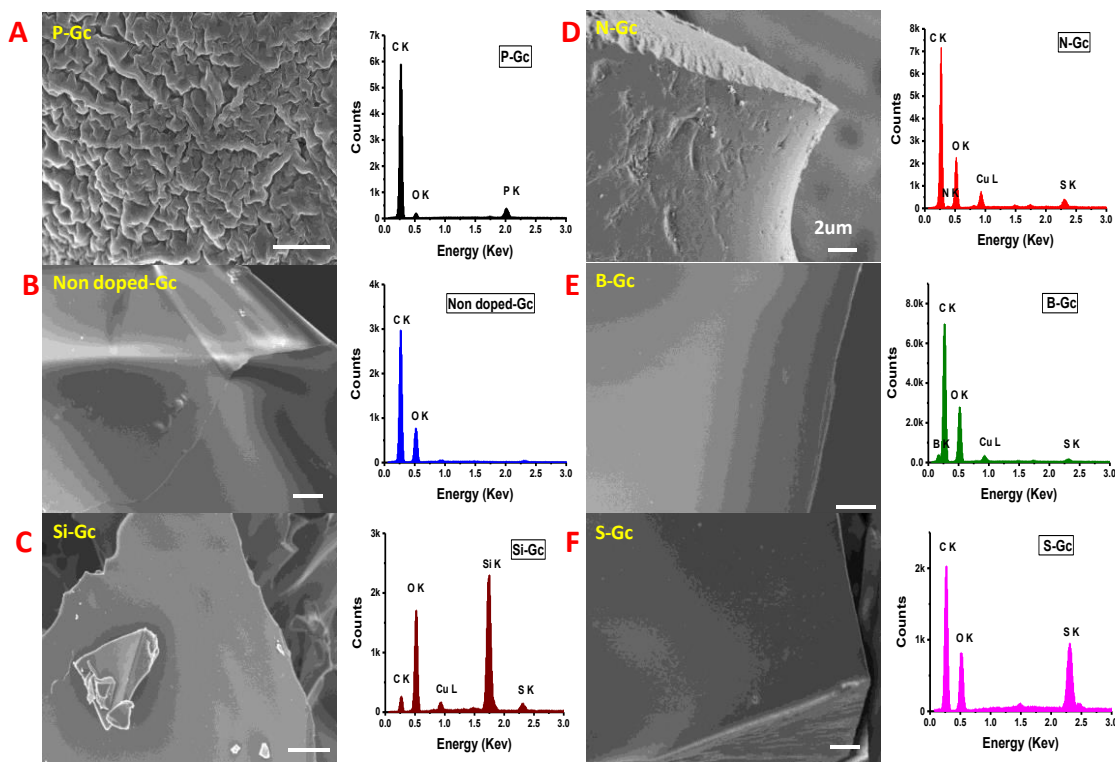 A
P-Gc
7k
6k
5k
4k
3k
2k
1k
0
C K
O K
P K
P-Gc
Counts
0.0 0.5 1.0 1.5 2.0 2.5 3.0
Energy (Kev)
B
Non doped-Gc
4k
3k
2k
1k
0
C K
O K
Non doped-Gc
Counts
0.0 0.5 1.0 1.5 2.0 2.5 3.0
Energy (Kev)
C
Si-Gc
3k
2k
1k
0
C K
O K
Cu L
Si K
S K
Si-Gc
Counts
0.0 0.5 1.0 1.5 2.0 2.5 3.0
Energy (Kev)
D
N-Gc
2um
8k
7k
6k
5k
4k
3k
2k
1k
0
C K
N K
O K
Cu L
S K
N-Gc
Counts
0.0 0.5 1.0 1.5 2.0 2.5 3.0
Energy (Kev)
E
B-Gc
8.0k
6.0k
4.0k
2.0k
0.0
C K
B K
O K
Cu L
S K
B-Gc
Counts
0.0 0.5 1.0 1.5 2.0 2.5 3.0
Energy (Kev)
F
S-Gc
2k
1k
0
C K
O K
S K
S-Gc
Counts
0.0 0.5 1.0 1.5 2.0 2.5 3.0
Energy (Kev)